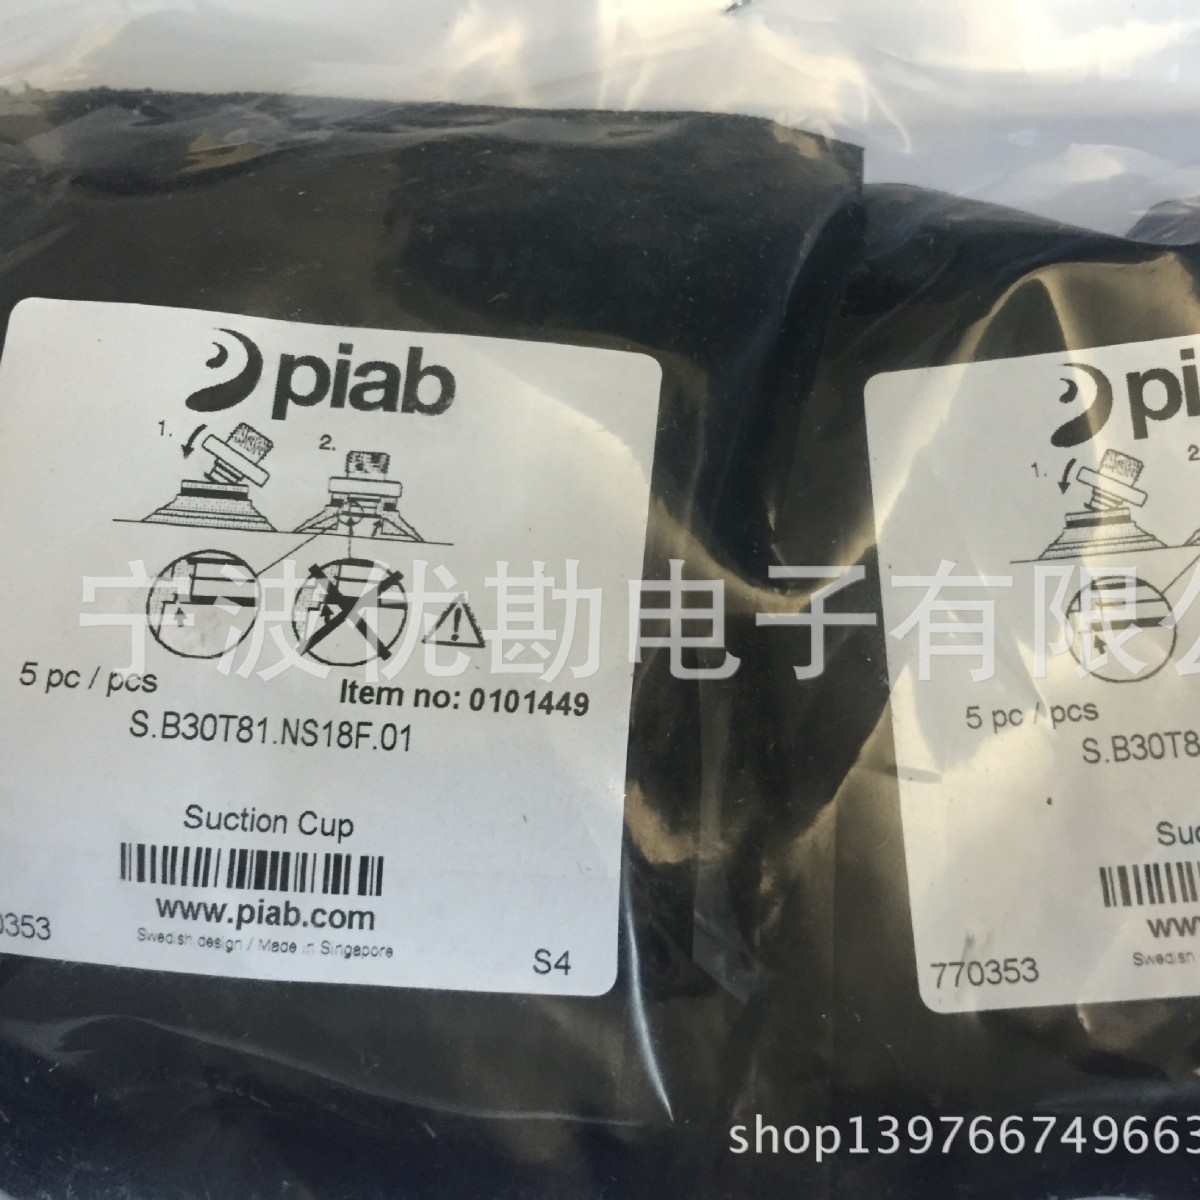 piab
1.
2.
5 pc / pcs
Item no: 0101449
S.B30T81.NS18F.01
Suction Cup
www.piab.com
Swedish design / Made in Singapore
0353
S4
pi
1.
2
5 pc / pcs
S.B30T8
Suc
www
Swedish
770353
宁波优勘电子有限公
shop1397667496663